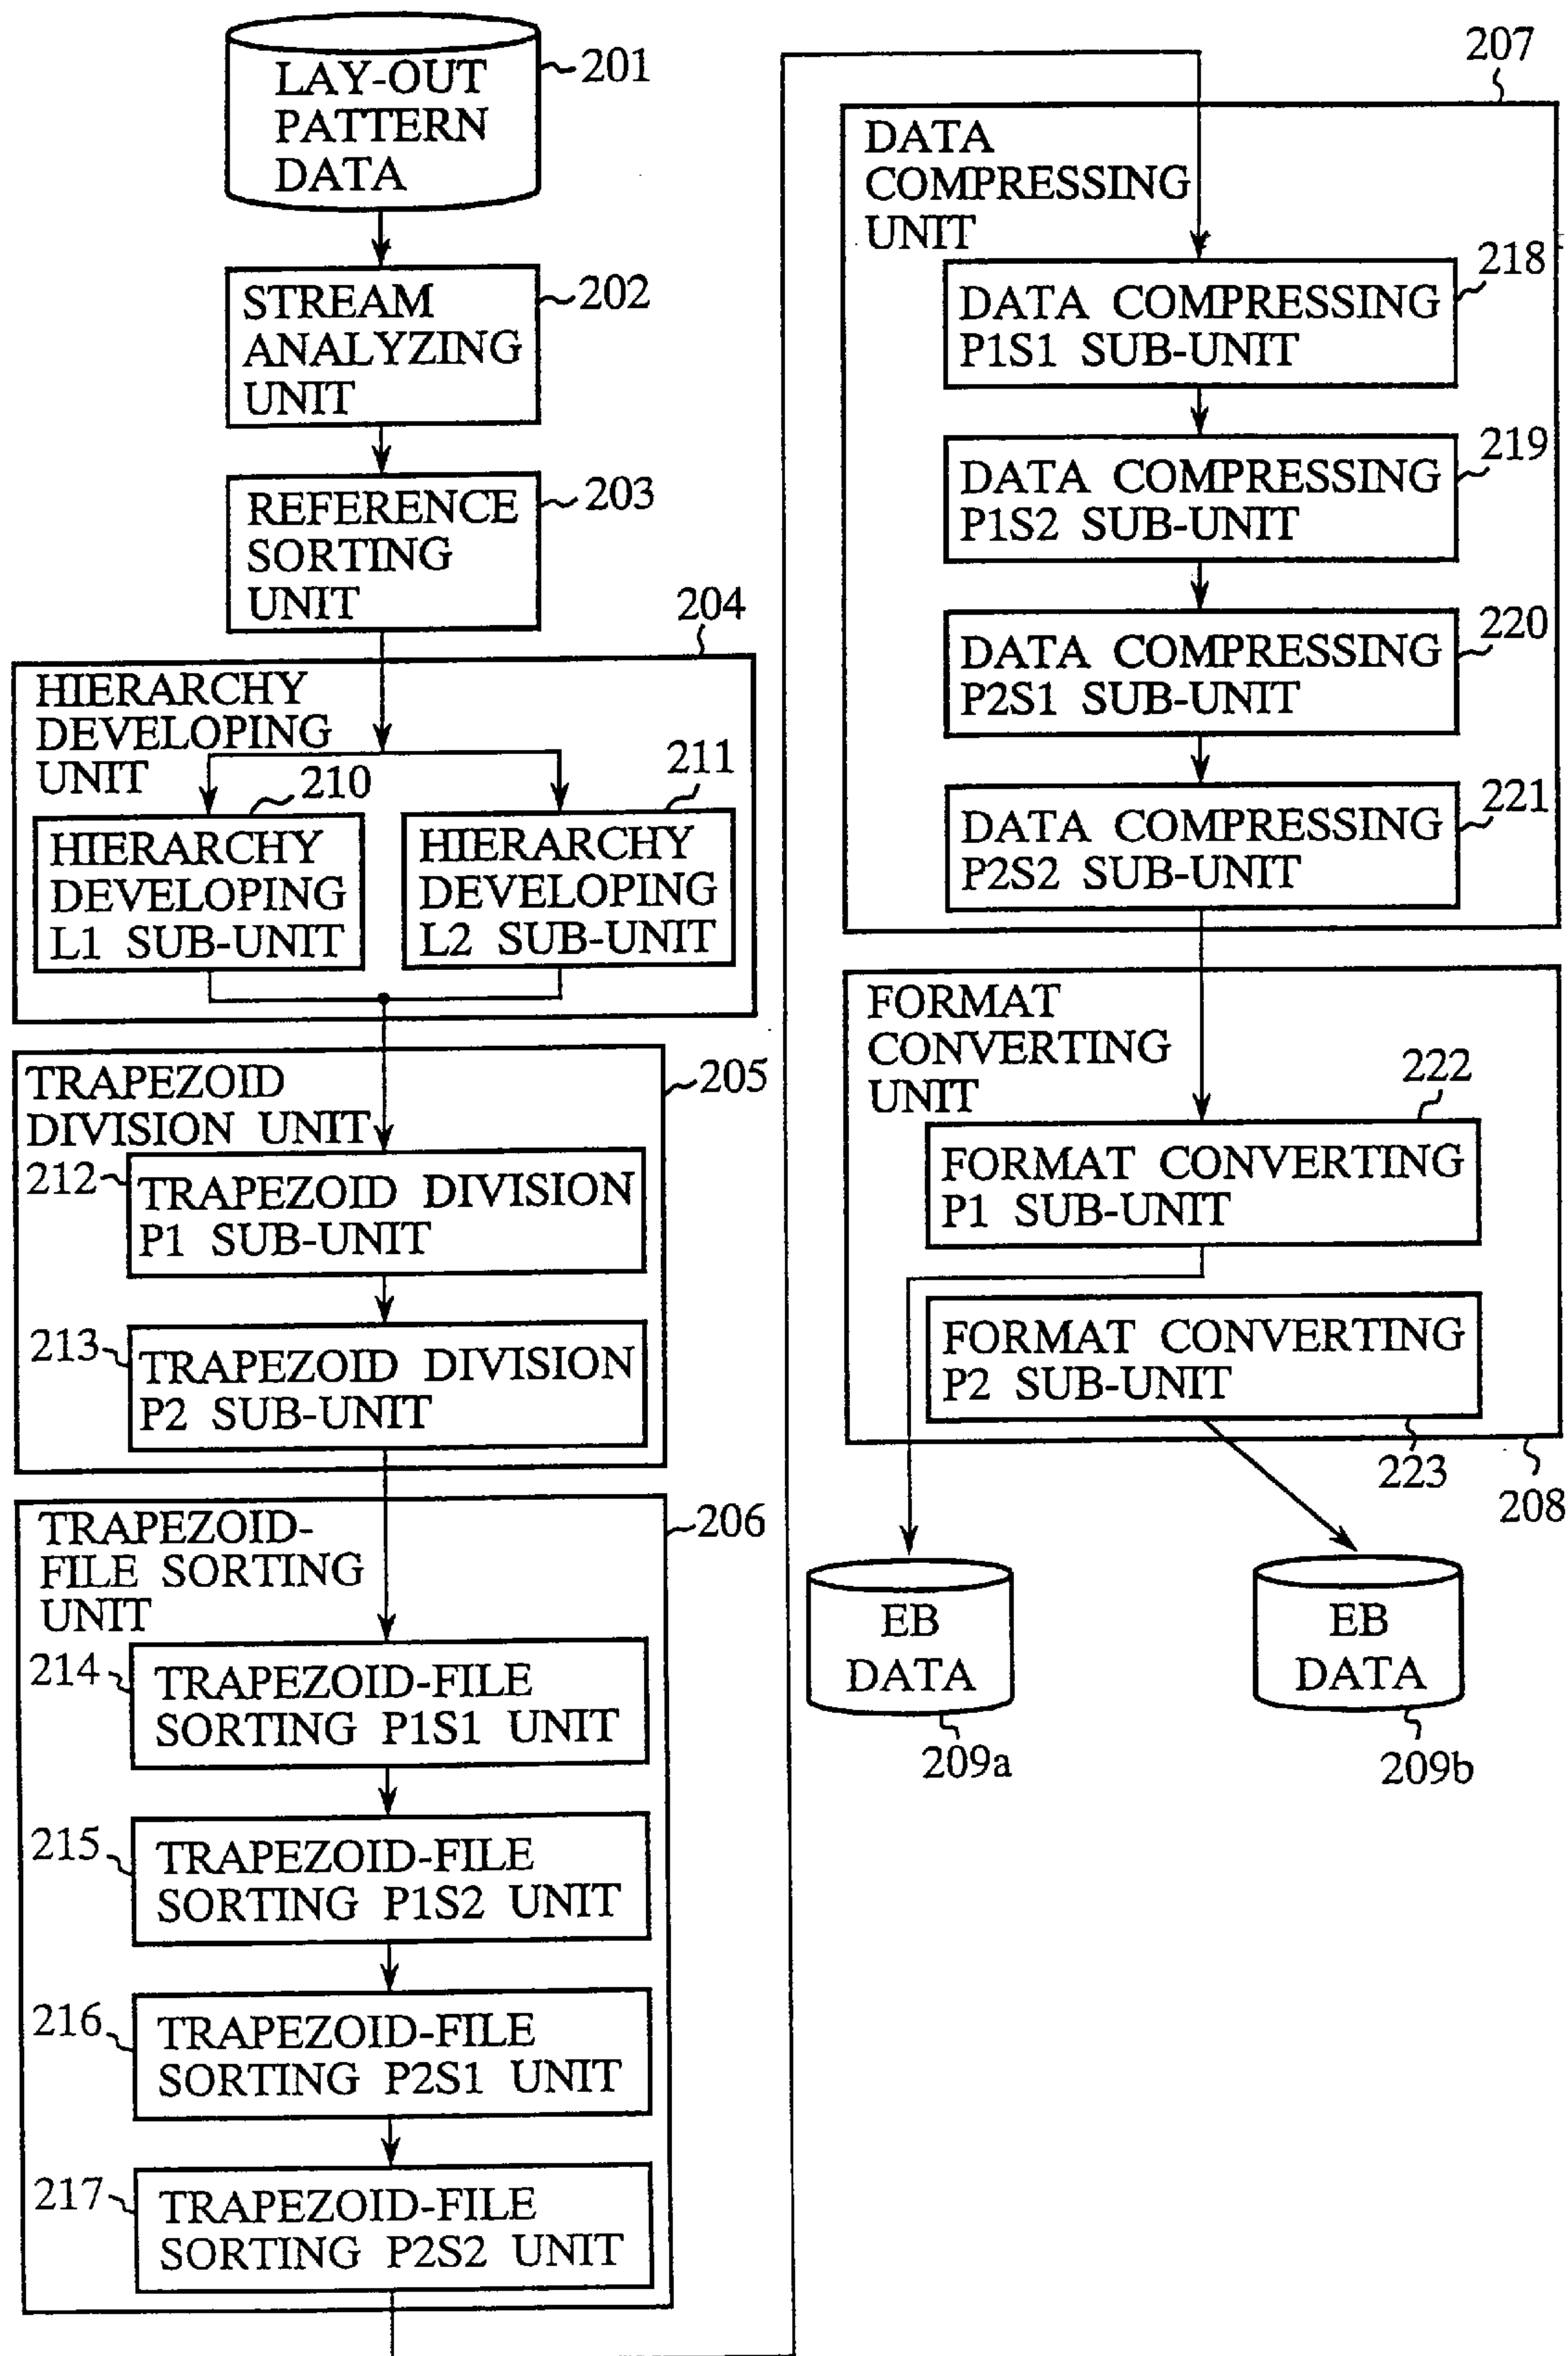 LAY-OUT
PATTERN
DATA
201
STREAM
ANALYZING
UNIT
202
REFERENCE
SORTING
UNIT
203
204
HIERARCHY
DEVELOPING
UNIT
210
211
HIERARCHY
DEVELOPING
L1 SUB-UNIT
HIERARCHY
DEVELOPING
L2 SUB-UNIT
205
TRAPEZOID
DIVISION UNIT
212
TRAPEZOID DIVISION
P1 SUB-UNIT
213
TRAPEZOID DIVISION
P2 SUB-UNIT
206
TRAPEZOID-
FILE SORTING
UNIT
214
TRAPEZOID-FILE
SORTING P1S1 UNIT
215
TRAPEZOID-FILE
SORTING P1S2 UNIT
216
TRAPEZOID-FILE
SORTING P2S1 UNIT
217
TRAPEZOID-FILE
SORTING P2S2 UNIT
207
DATA
COMPRESSING
UNIT
218
DATA COMPRESSING
P1S1 SUB-UNIT
219
DATA COMPRESSING
P1S2 SUB-UNIT
220
DATA COMPRESSING
P2S1 SUB-UNIT
221
DATA COMPRESSING
P2S2 SUB-UNIT
FORMAT
CONVERTING
UNIT
222
FORMAT CONVERTING
P1 SUB-UNIT
FORMAT CONVERTING
P2 SUB-UNIT
223
208
EB
DATA
209a
EB
DATA
209b